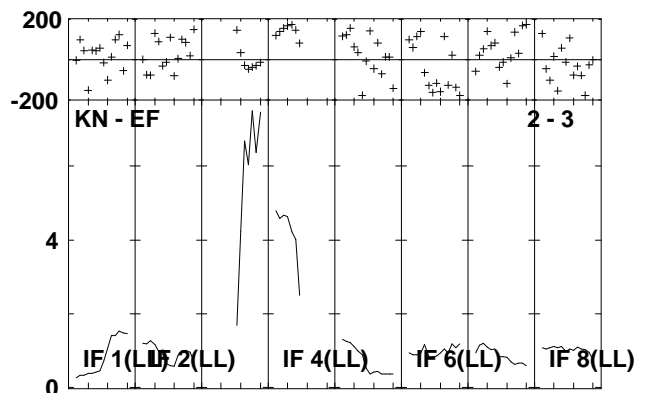 200
-200
KN - EF 2 - 3
4
IF 1(LL) IF 2(LL) IF 4(LL) IF 6(LL) IF 8(LL)
0